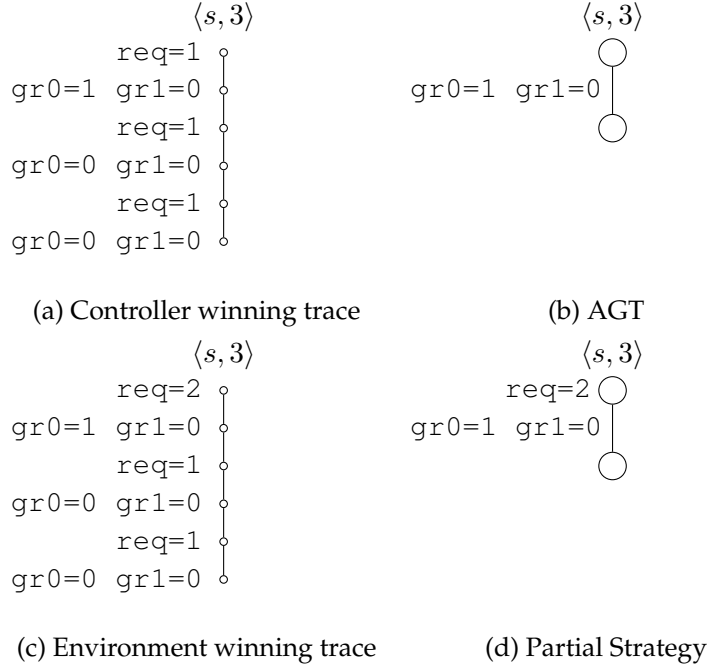 ⟨s, 3⟩
req=1
gr0=1 gr1=0
req=1
gr0=0 gr1=0
req=1
gr0=0 gr1=0
(a) Controller winning trace
⟨s, 3⟩
gr0=1 gr1=0
(b) AGT
⟨s, 3⟩
req=2
gr0=1 gr1=0
req=1
gr0=0 gr1=0
req=1
gr0=0 gr1=0
(c) Environment winning trace
⟨s, 3⟩
req=2
gr0=1 gr1=0
(d) Partial Strategy